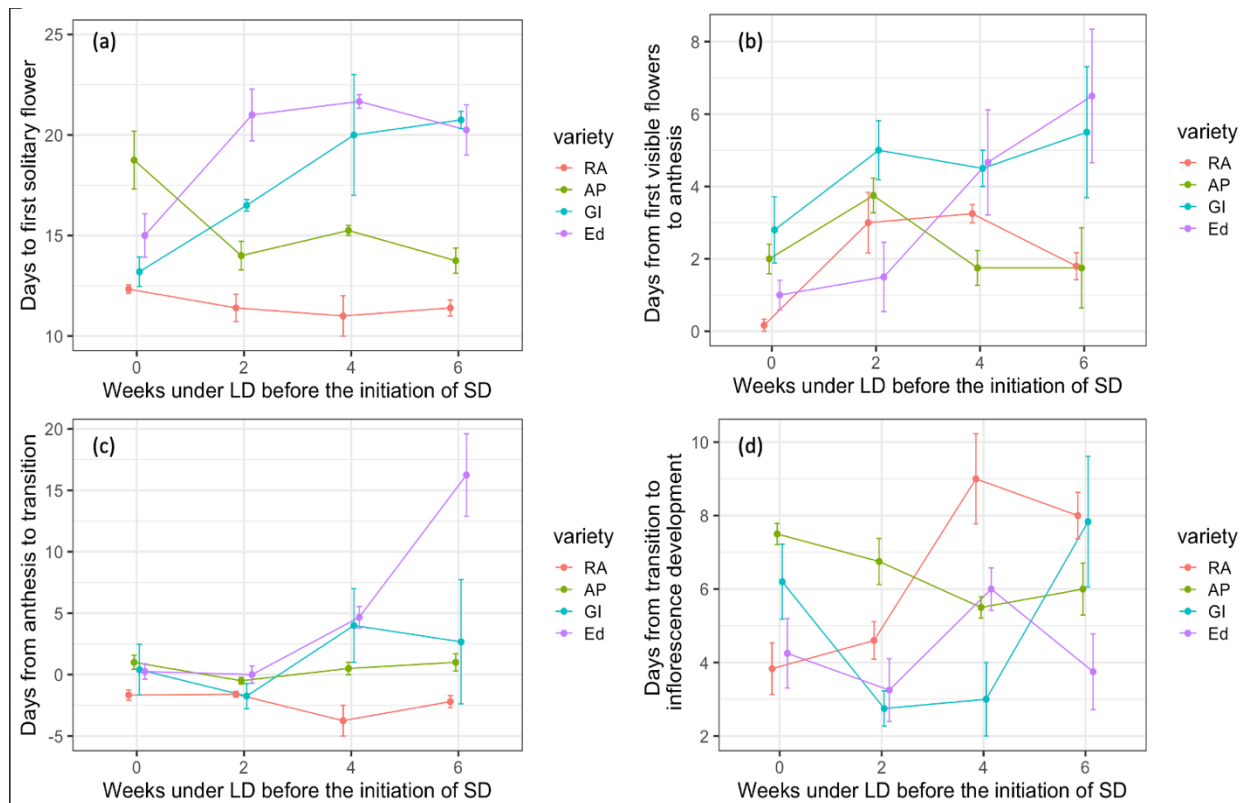 (a)
Days to first solitary flower
25
20
15
10
0 2 4 6
Weeks under LD before the initiation of SD
variety
RA
AP
GI
Ed
(b)
Days from first visible flowers
to anthesis
8
6
4
2
0
0 2 4 6
Weeks under LD before the initiation of SD
variety
RA
AP
GI
Ed
(c)
Days from anthesis to transition
20
15
10
5
0
-5
0 2 4 6
Weeks under LD before the initiation of SD
variety
RA
AP
GI
Ed
(d)
Days from transition to
inflorescence development
10
8
6
4
2
0 2 4 6
Weeks under LD before the initiation of SD
variety
RA
AP
GI
Ed